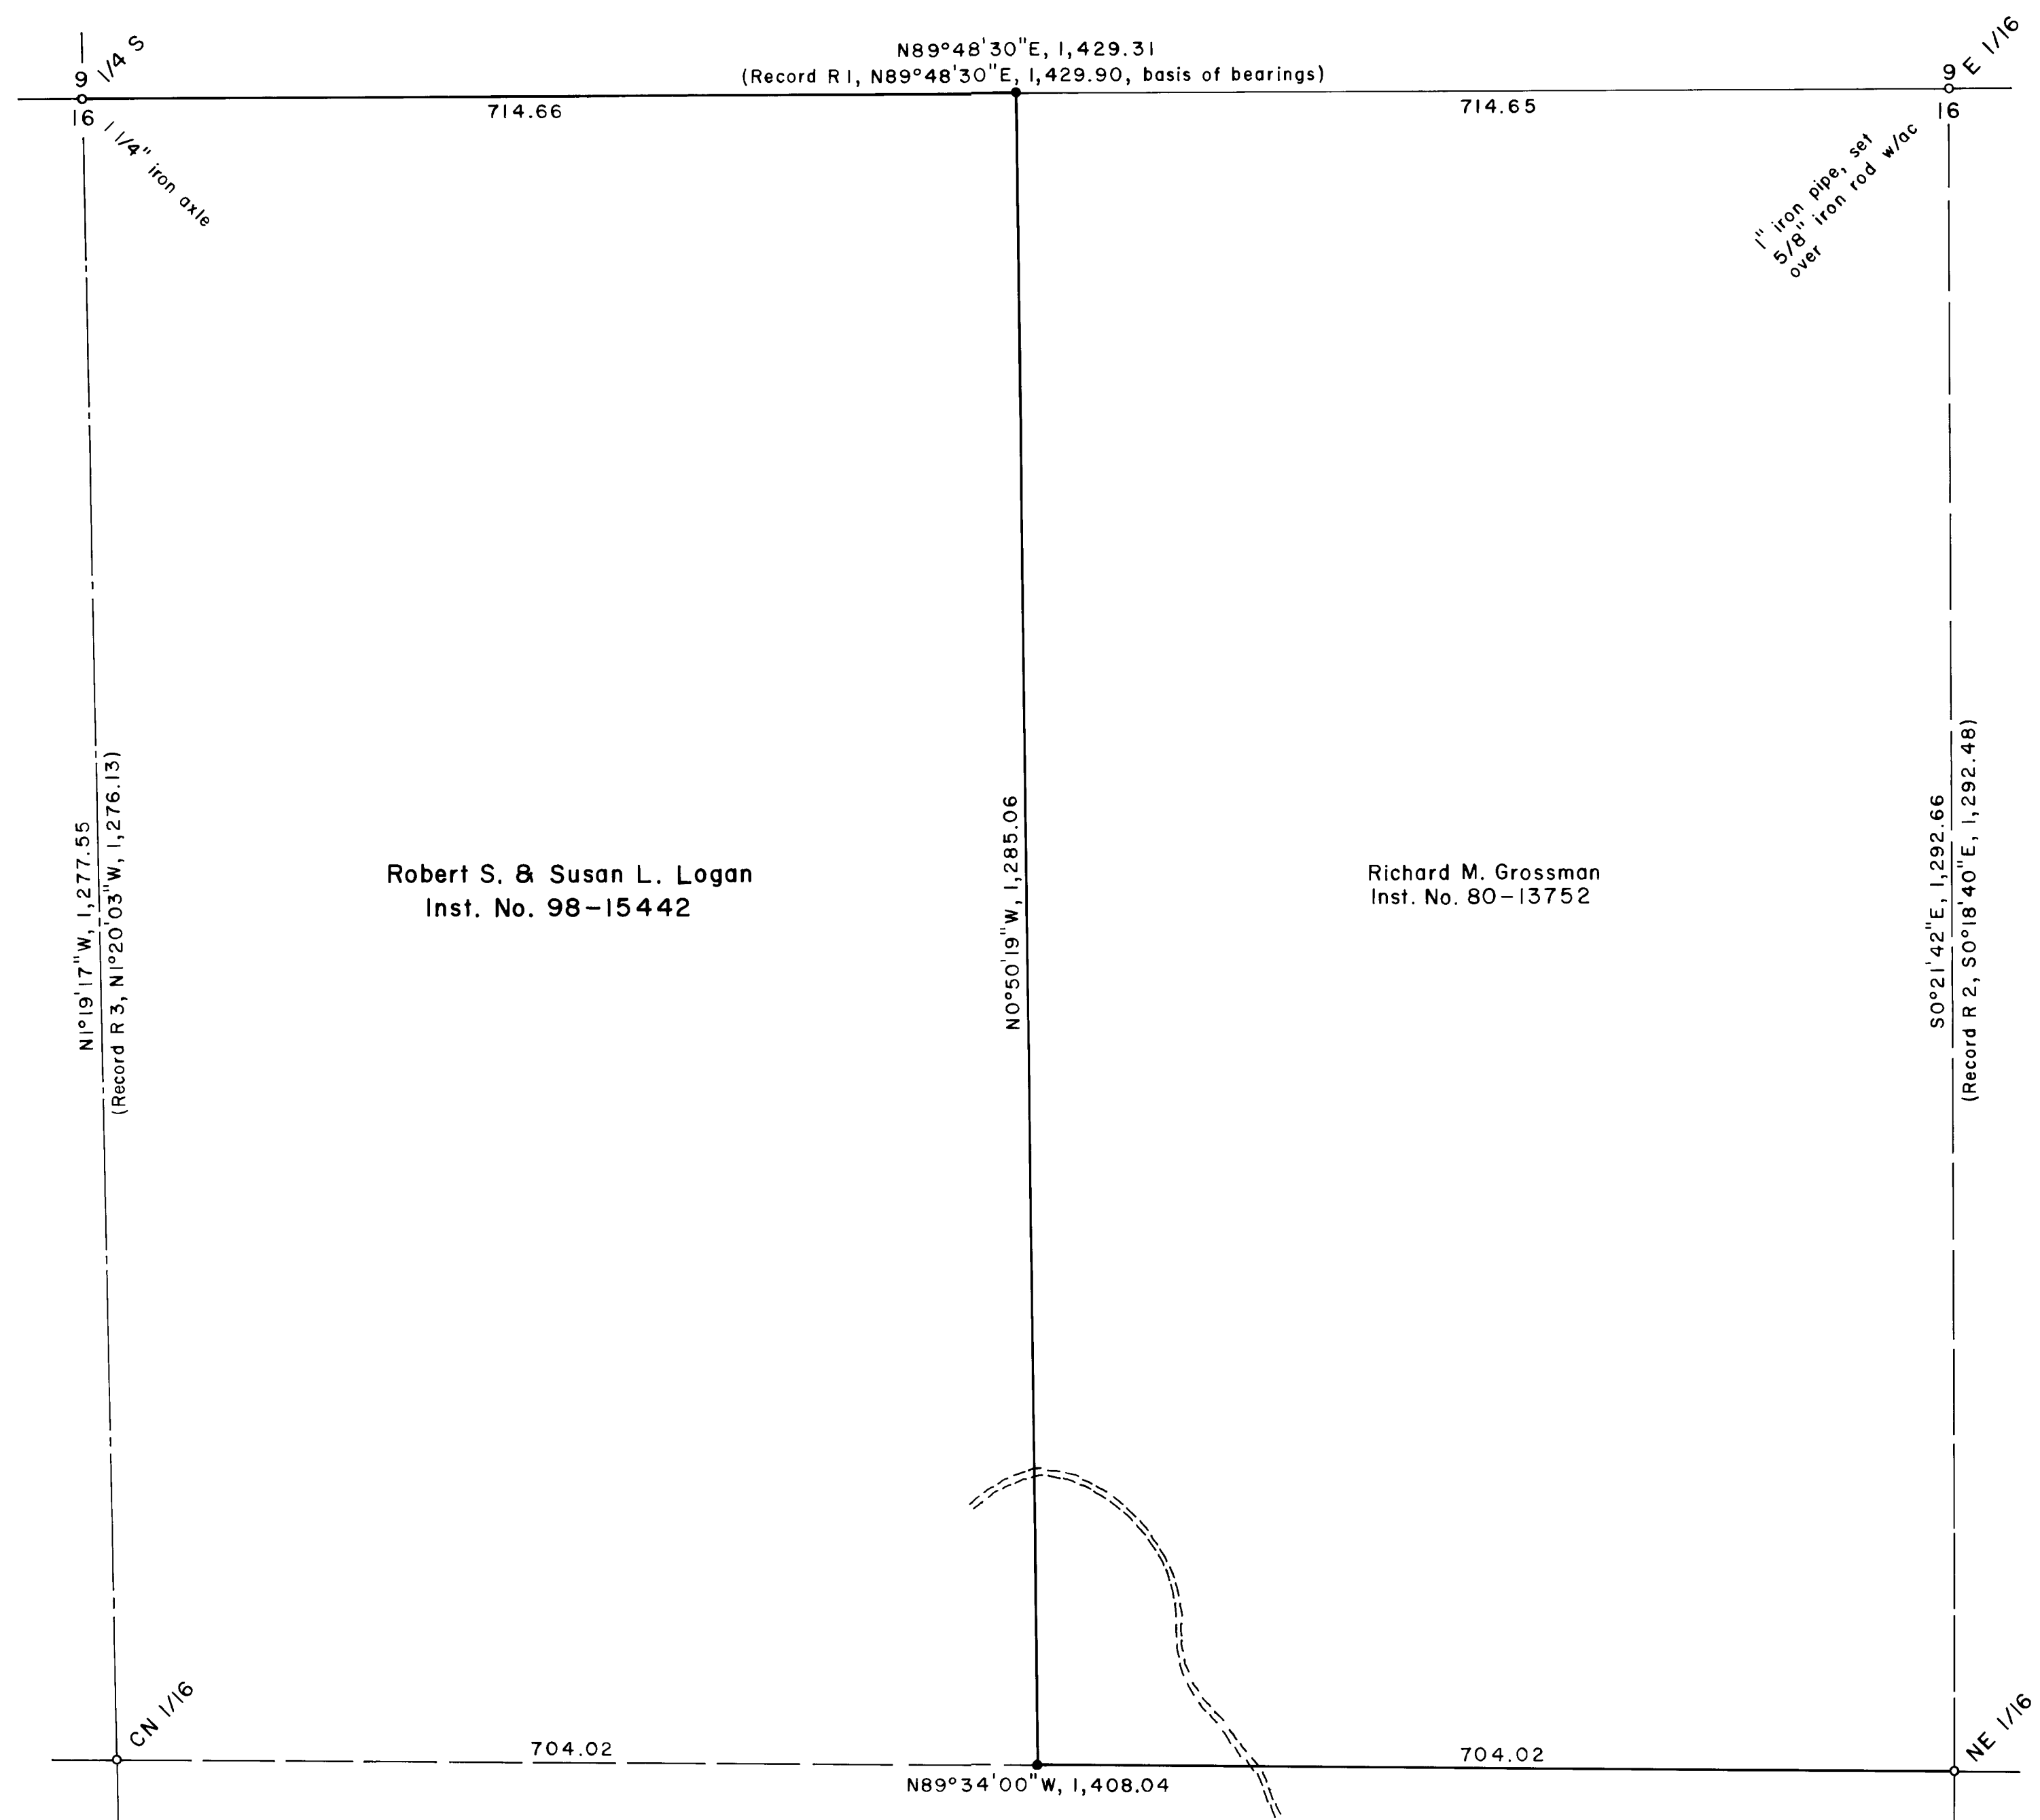 N89°48'30"E, 1,429.31
(Record R1, N89°48'30"E, 1,429.90, basis of bearings)
9
1/4 S
16
1 1/4" iron axle
714.66
714.65
9
E 1/16
16
1" iron pipe, set
5/8" iron rod w/ac
over
N1°19'17"W, 1,277.55
(Record R3, N1°20'03"W, 1,276.13)
Robert S. & Susan L. Logan
Inst. No. 98-15442
N0°50'19"W, 1,285.06
Richard M. Grossman
Inst. No. 80-13752
S0°21'42"E, 1,292.66
(Record R2, S0°18'40"E, 1,292.48)
CN 1/16
704.02
N89°34'00"W, 1,408.04
704.02
NE 1/16